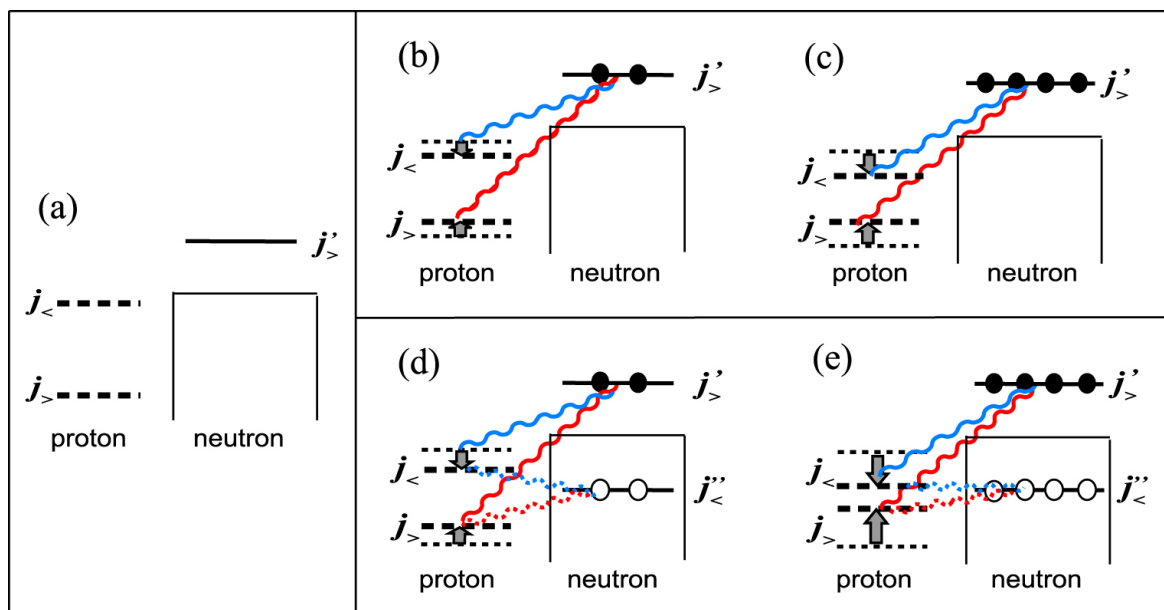 (a)
j'>
j<
j>
proton
neutron
(b)
j'>
j<
j>
proton
neutron
(c)
j'>
j<
j>
proton
neutron
(d)
j'>
j<
j''<
j>
proton
neutron
(e)
j'>
j<
j''<
j>
proton
neutron